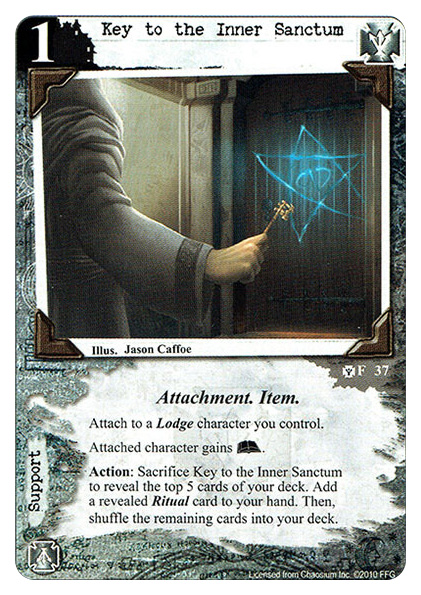 1
Key to the Inner Sanctum
Illus. Jason Caffoe
F 37
Attachment. Item.
Attach to a Lodge character you control.
Attached character gains .
Action: Sacrifice Key to the Inner Sanctum
to reveal the top 5 cards of your deck. Add
a revealed Ritual card to your hand. Then,
shuffle the remaining cards into your deck.
Support
Licensed from Chaosium Inc. ©2010 FFG